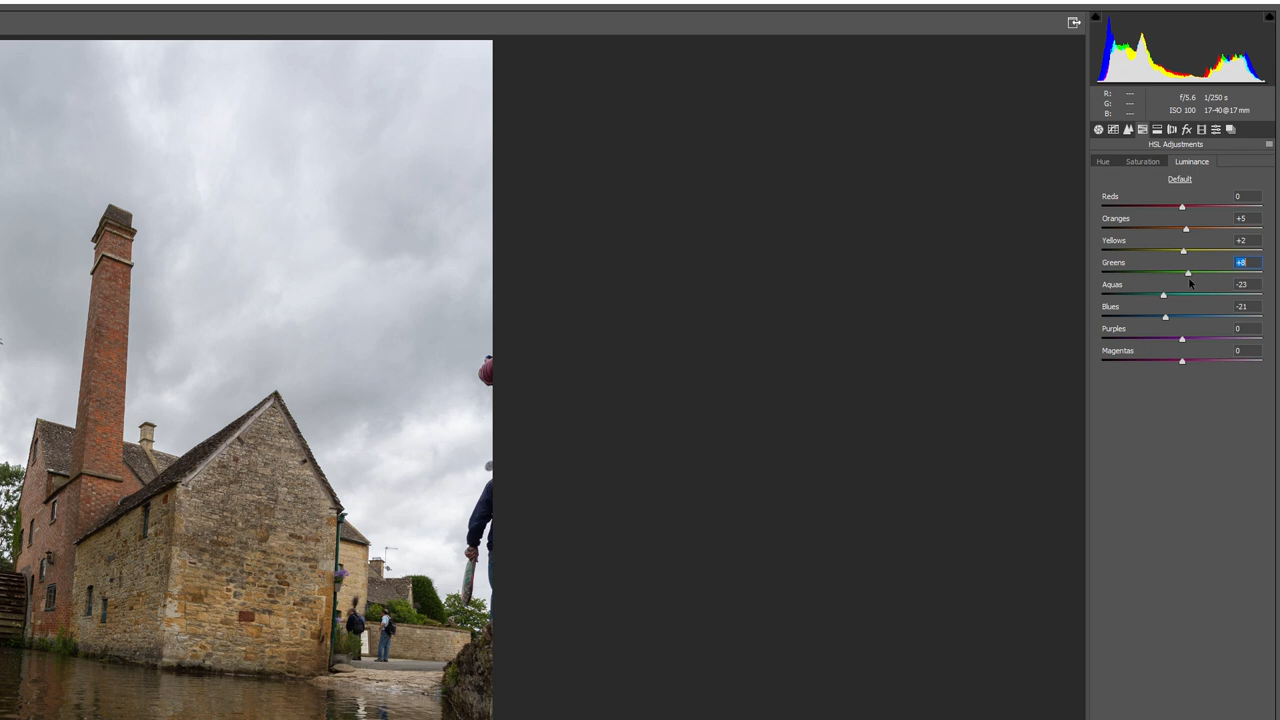 R: ---
G: ---
B: ---
f/5.6 1/250 s
ISO 100 17-40@17 mm
fx
HSL Adjustments
Hue Saturation Luminance
Default
Reds 0
Oranges +5
Yellows +2
Greens +8
Aquas -23
Blues -21
Purples 0
Magentas 0